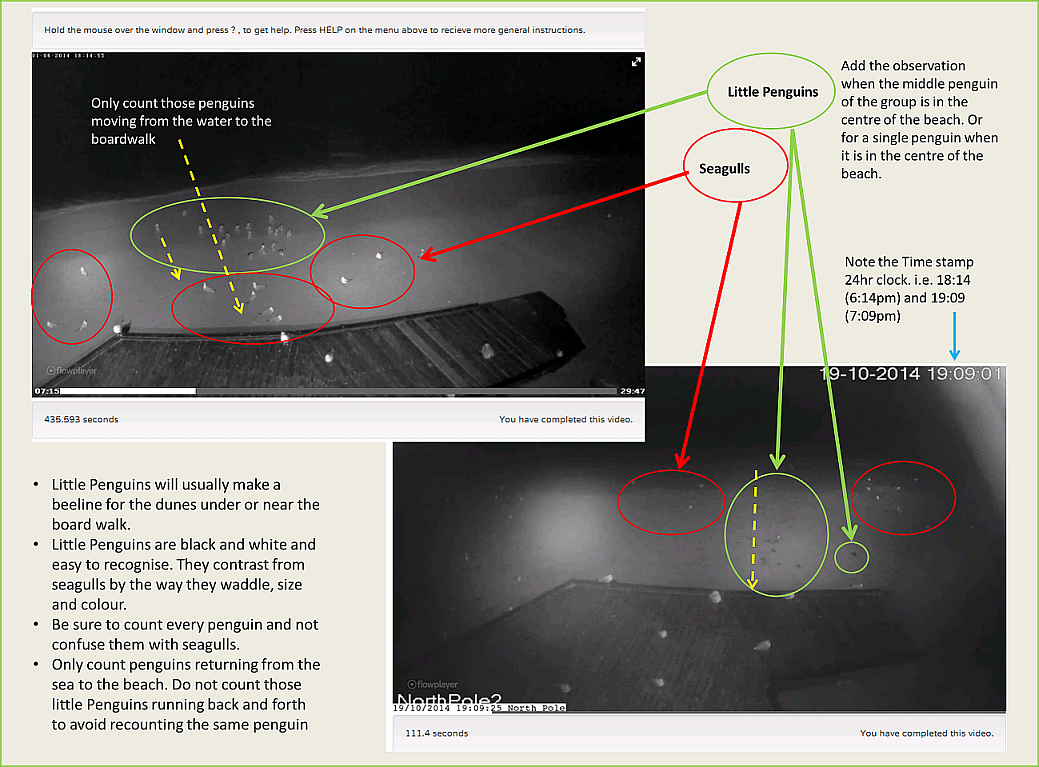 Hold the mouse over the window and press ? , to get help. Press HELP on the menu above to recieve more general instructions.
01-06-2014 18:14:53
Only count those penguins
moving from the water to the
boardwalk
flowplayer
07:15
29:47
435.593 seconds
You have completed this video.
Little Penguins
Seagulls
Add the observation
when the middle penguin
of the group is in the
centre of the beach. Or
for a single penguin when
it is in the centre of the
beach.
Note the Time stamp
24hr clock. i.e. 18:14
(6:14pm) and 19:09
(7:09pm)
19-10-2014 19:09:01
• Little Penguins will usually make a
beeline for the dunes under or near the
board walk.
• Little Penguins are black and white and
easy to recognise. They contrast from
seagulls by the way they waddle, size
and colour.
• Be sure to count every penguin and not
confuse them with seagulls.
• Only count penguins returning from the
sea to the beach. Do not count those
little Penguins running back and forth
to avoid recounting the same penguin
flowplayer
NorthPole2
19/10/2014 19:09:25 North Pole
111.4 seconds
You have completed this video.